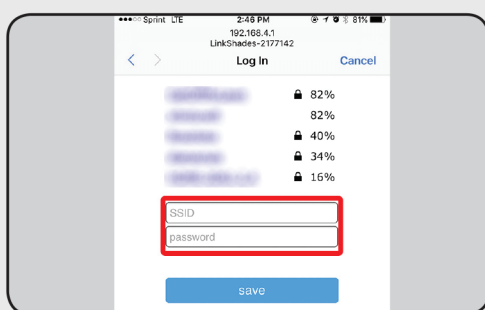 Sprint LTE 2:46 PM 81%
192.168.4.1
LinkShades-2177142
< > Log In Cancel
82%
82%
40%
34%
16%
SSID
password
save